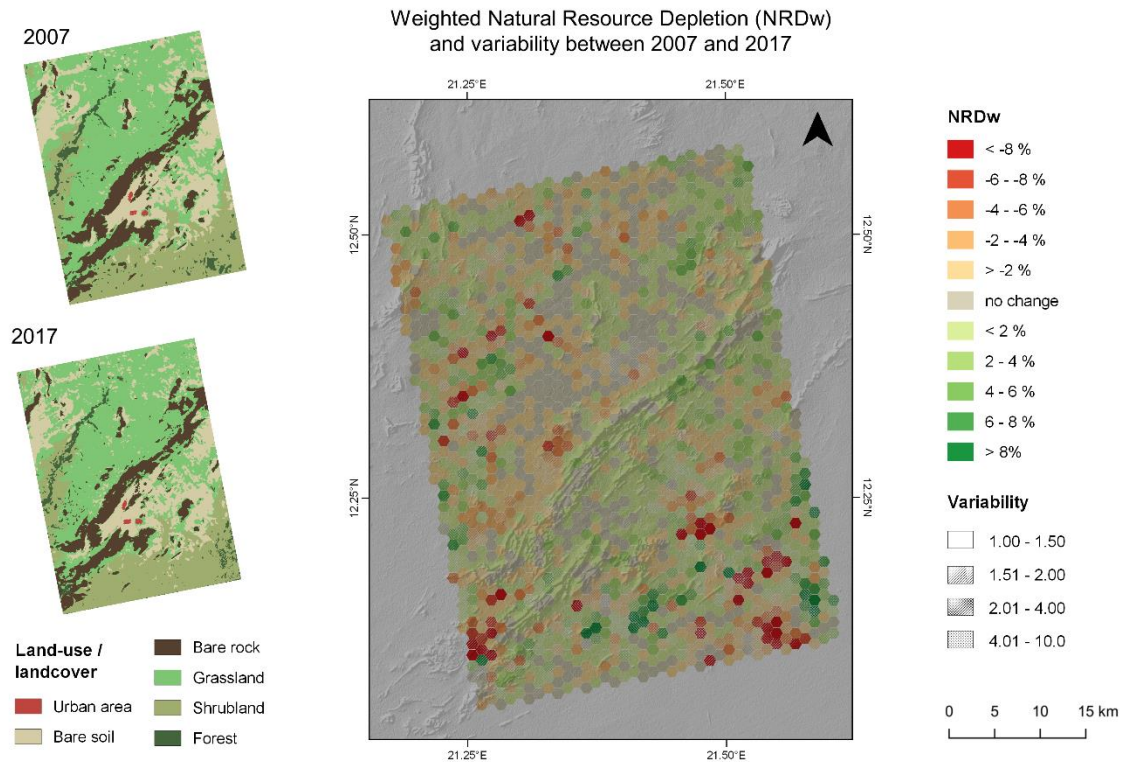 Weighted Natural Resource Depletion (NRDw)
and variability between 2007 and 2017
2007
2017
Land-use /
landcover
Urban area
Bare soil
Bare rock
Grassland
Shrubland
Forest
21.25°E
21.50°E
12.50°N
12.50°N
12.25°N
12.25°N
21.25°E
21.50°E
NRDw
< -8 %
-6 - -8 %
-4 - -6 %
-2 - -4 %
> -2 %
no change
< 2 %
2 - 4 %
4 - 6 %
6 - 8 %
> 8%
Variability
1.00 - 1.50
1.51 - 2.00
2.01 - 4.00
4.01 - 10.0
0 5 10 15 km